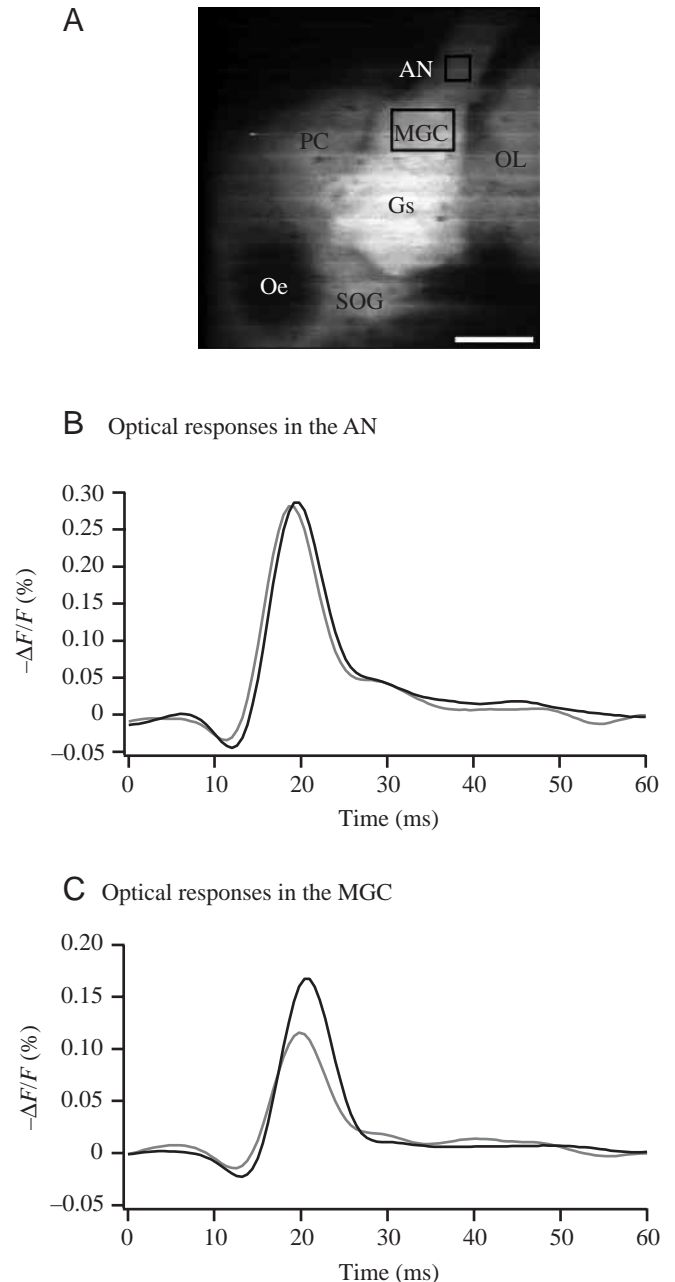 A
AN
PC
MGC
OL
Gs
Oe
SOG
B Optical responses in the AN
0.30
0.25
0.20
0.15
0.10
0.05
0
–0.05
–ΔF/F (%)
0 10 20 30 40 50 60
Time (ms)
C Optical responses in the MGC
0.20
0.15
0.10
0.05
0
–0.05
–ΔF/F (%)
0 10 20 30 40 50 60
Time (ms)